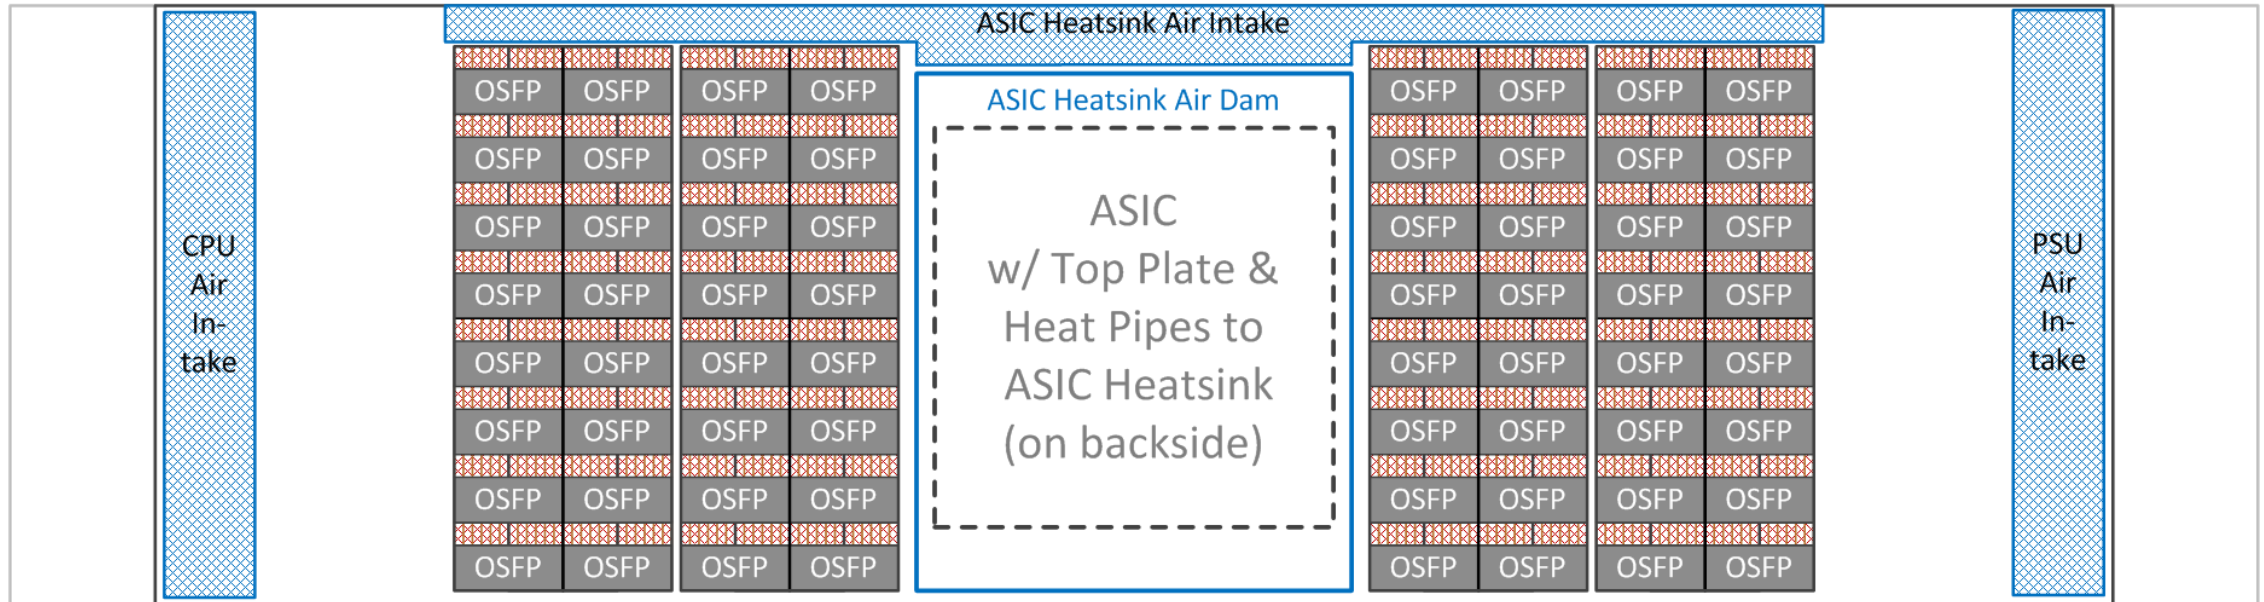 ASIC Heatsink Air Intake
OSFP OSFP OSFP OSFP ASIC Heatsink Air Dam OSFP OSFP OSFP OSFP
OSFP OSFP OSFP OSFP OSFP OSFP OSFP OSFP
OSFP OSFP OSFP OSFP OSFP OSFP OSFP OSFP
OSFP OSFP OSFP OSFP OSFP OSFP OSFP OSFP
OSFP OSFP OSFP OSFP OSFP OSFP OSFP OSFP
OSFP OSFP OSFP OSFP OSFP OSFP OSFP OSFP
OSFP OSFP OSFP OSFP OSFP OSFP OSFP OSFP
OSFP OSFP OSFP OSFP OSFP OSFP OSFP OSFP
CPU
Air
In-
take
ASIC
w/ Top Plate &
Heat Pipes to
ASIC Heatsink
(on backside)
PSU
Air
In-
take